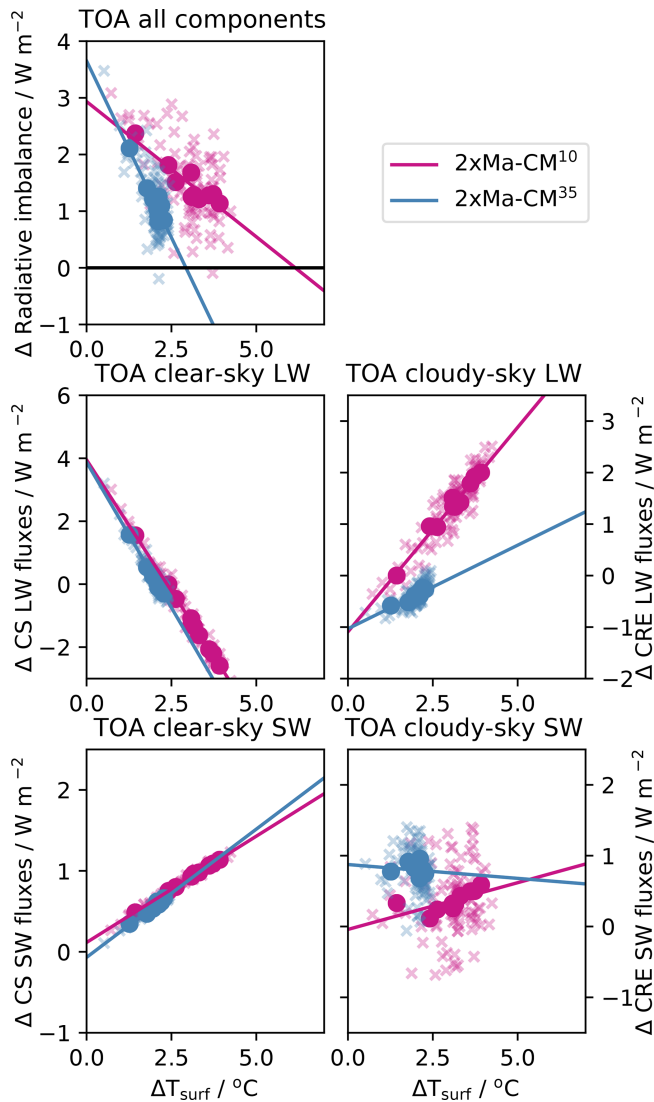 TOA all components
Δ Radiative imbalance / W m⁻²
4
3
2
1
0
−1
0.0 2.5 5.0
2xMa-CM¹⁰
2xMa-CM³⁵
TOA clear-sky LW
Δ CS LW fluxes / W m⁻²
6
4
2
0
−2
TOA cloudy-sky LW
3
2
1
0
−1
−2
Δ CRE LW fluxes / W m⁻²
0.0 2.5 5.0
0.0 2.5 5.0
TOA clear-sky SW
Δ CS SW fluxes / W m⁻²
2
1
0
−1
0.0 2.5 5.0
ΔT_surf / °C
TOA cloudy-sky SW
2
1
0
−1
Δ CRE SW fluxes / W m⁻²
0.0 2.5 5.0
ΔT_surf / °C